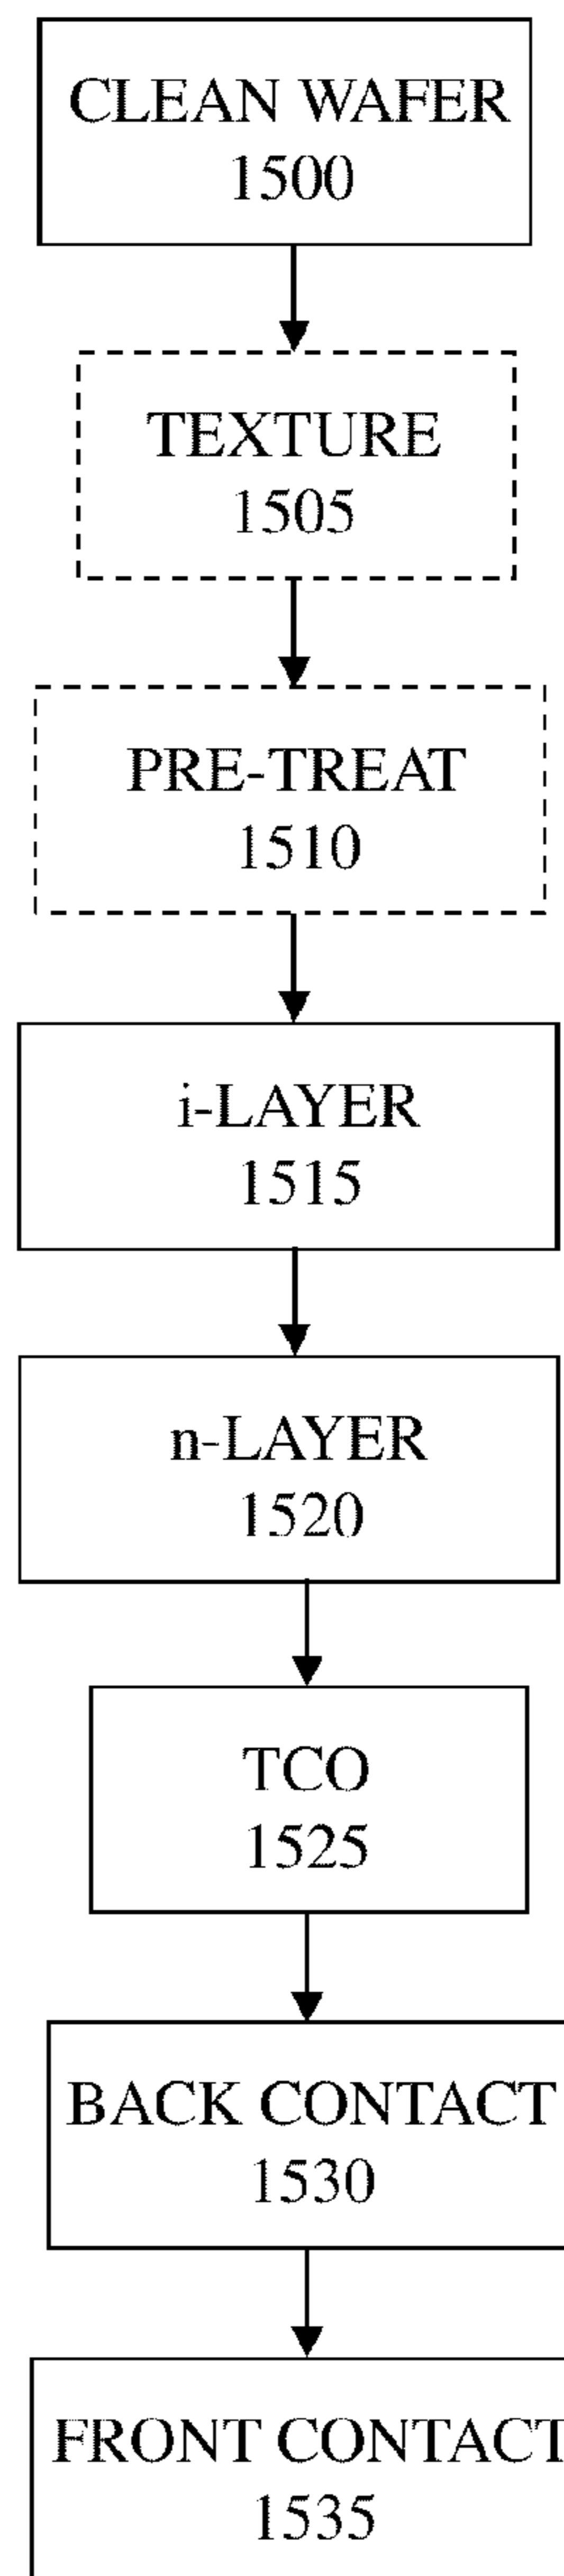 CLEAN WAFER
1500
TEXTURE
1505
PRE-TREAT
1510
i-LAYER
1515
n-LAYER
1520
TCO
1525
BACK CONTACT
1530
FRONT CONTACT
1535